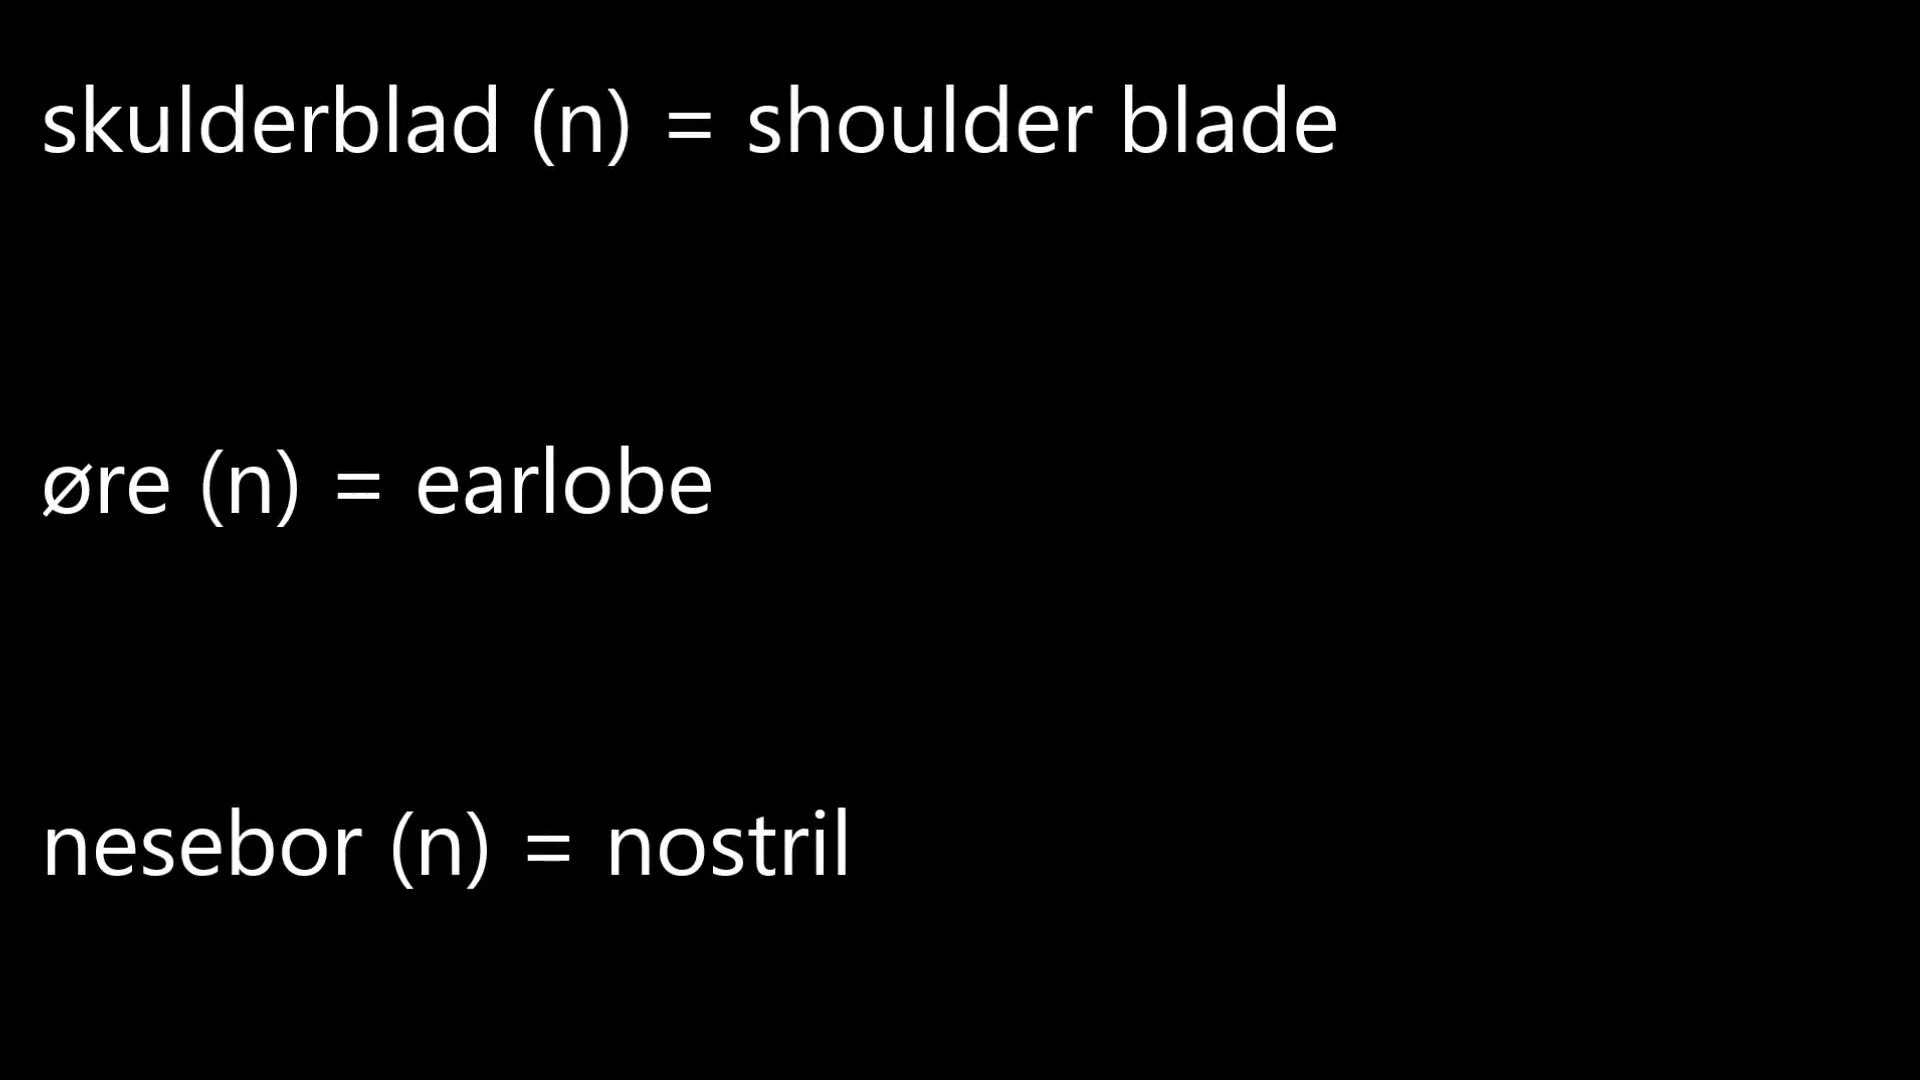 skulderblad (n) = shoulder blade
øre (n) = earlobe
nesebor (n) = nostril